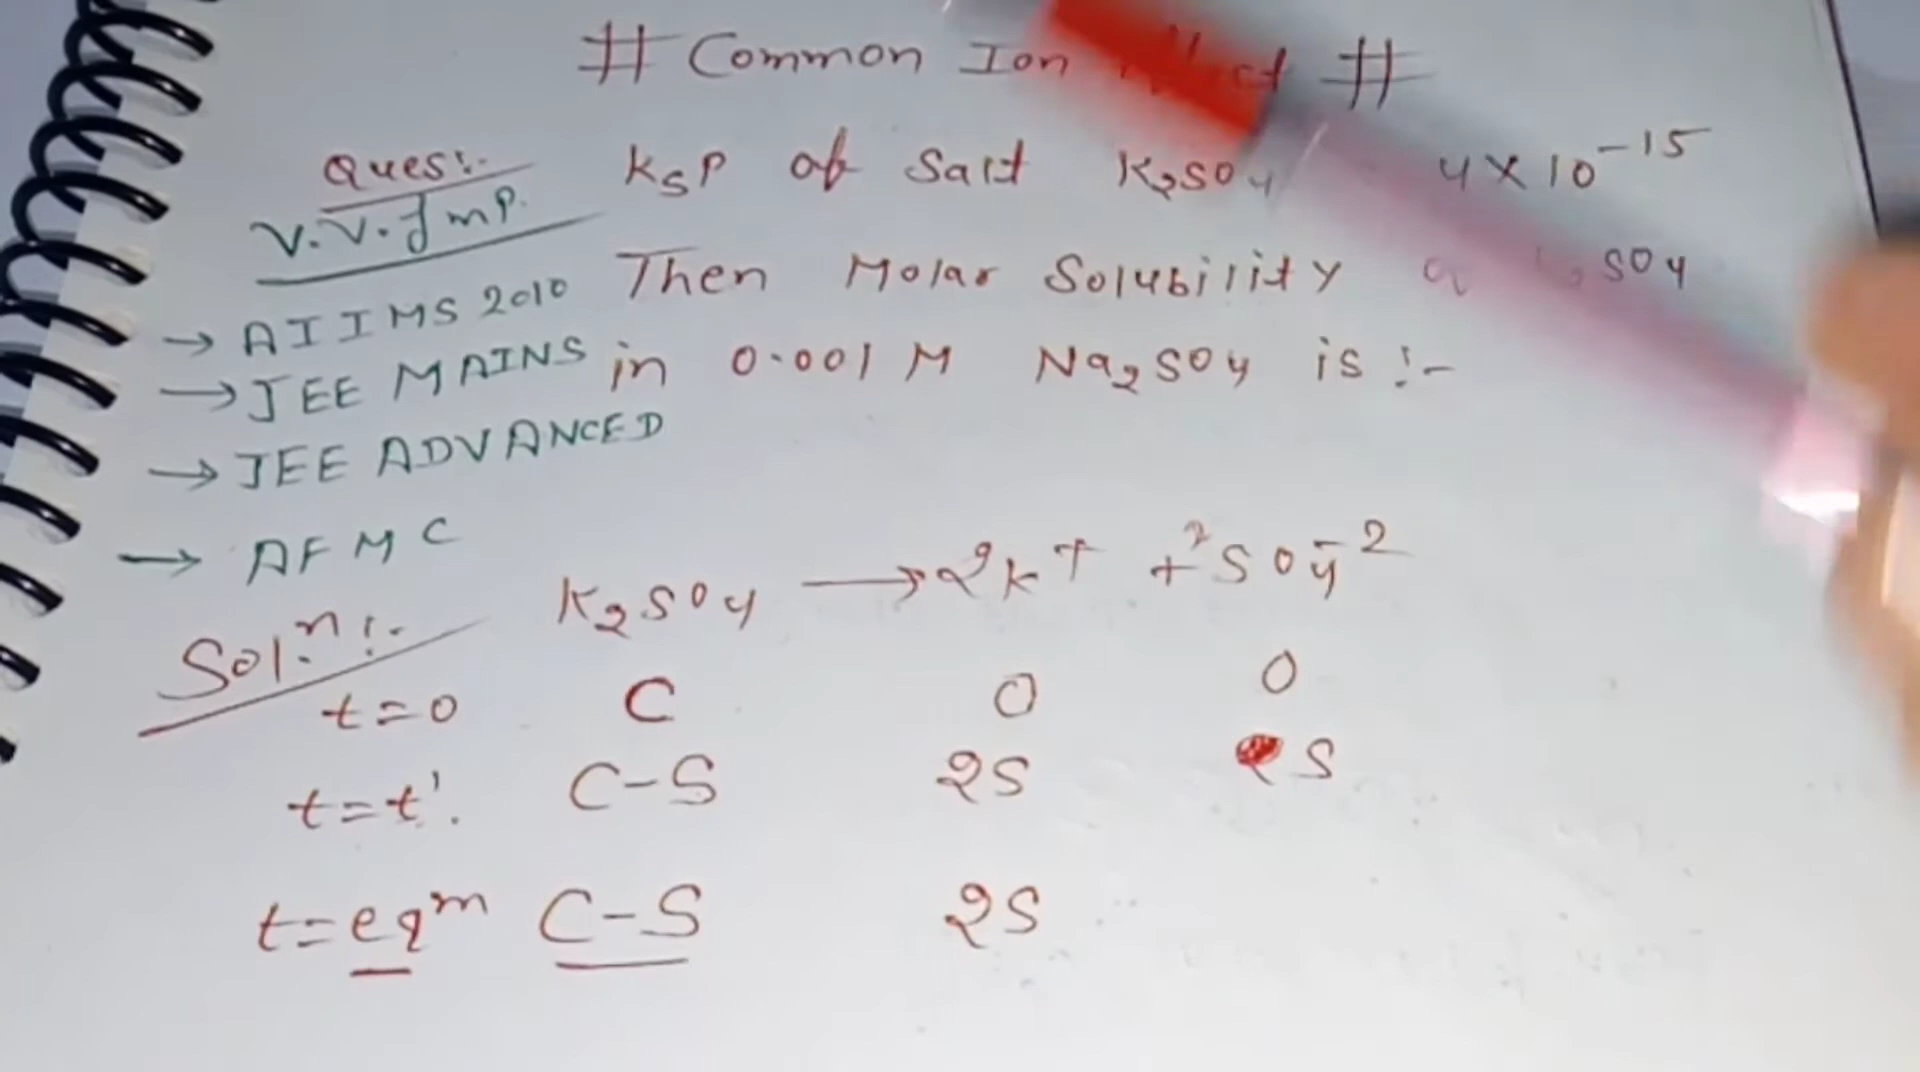 # Common Ion #
Ques:- KSP of Salt K2SO4 4×10^-15
V.V.Imp.
Then Molar Solubility SO4
→ AIIMS 2010
in 0.001 M Na2SO4 is :-
→ JEE MAINS
→ JEE ADVANCED
→ AFMC
Sol.n:- K2SO4 → 2K+ + SO4^-2
t=0 C 0 0
t=t'. C-S 2S S
t=eqm C-S 2S